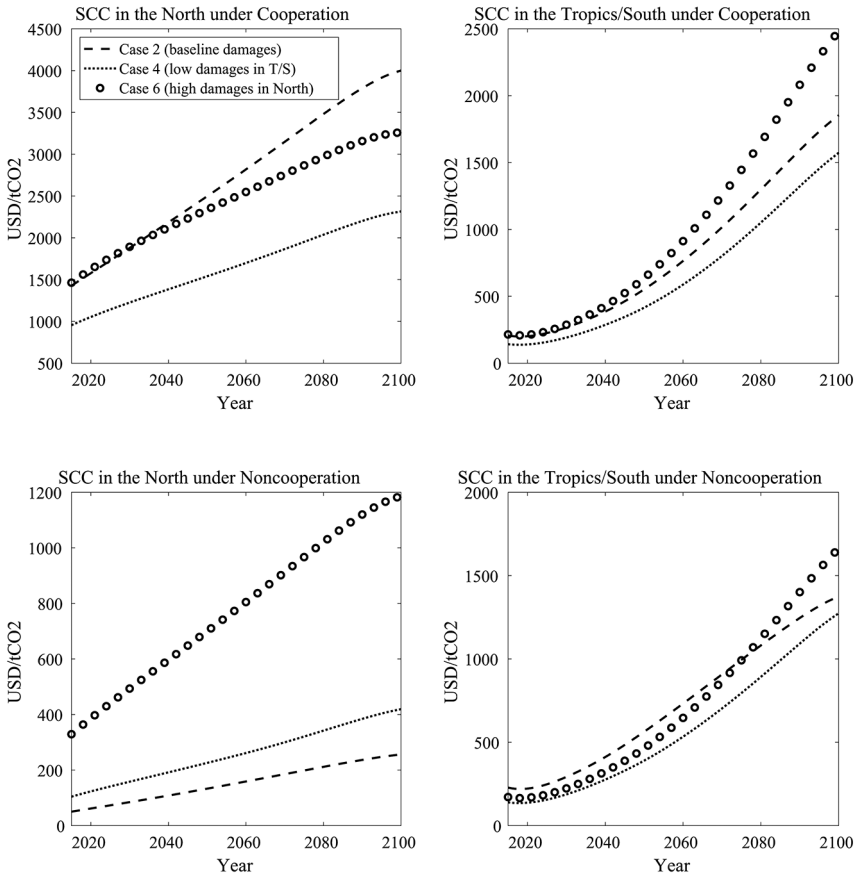 SCC in the North under Cooperation
4500
4000
3500
3000
2500
2000
1500
1000
500
USD/tCO2
Case 2 (baseline damages)
Case 4 (low damages in T/S)
Case 6 (high damages in North)
2020 2040 2060 2080 2100
Year
SCC in the Tropics/South under Cooperation
2500
2000
1500
1000
500
0
USD/tCO2
2020 2040 2060 2080 2100
Year
SCC in the North under Noncooperation
1200
1000
800
600
400
200
0
USD/tCO2
2020 2040 2060 2080 2100
Year
SCC in the Tropics/South under Noncooperation
2000
1500
1000
500
0
USD/tCO2
2020 2040 2060 2080 2100
Year